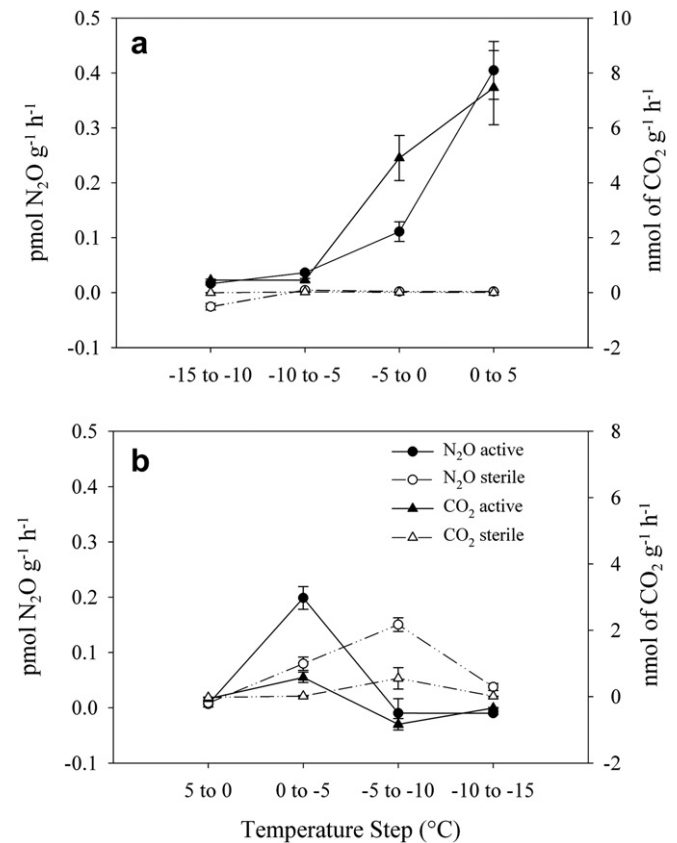 a
0.5
0.4
0.3
0.2
0.1
0.0
-0.1
pmol N₂O g⁻¹ h⁻¹
10
8
6
4
2
0
-2
nmol of CO₂ g⁻¹ h⁻¹
-15 to -10 -10 to -5 -5 to 0 0 to 5
b
0.5
0.4
0.3
0.2
0.1
0.0
-0.1
pmol N₂O g⁻¹ h⁻¹
N₂O active
N₂O sterile
CO₂ active
CO₂ sterile
8
6
4
2
0
-2
nmol of CO₂ g⁻¹ h⁻¹
5 to 0 0 to -5 -5 to -10 -10 to -15
Temperature Step (°C)